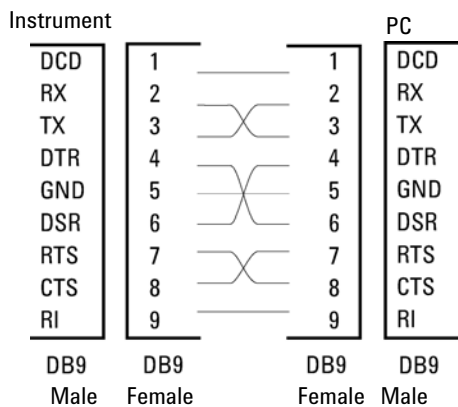 Instrument PC
DCD 1 1 DCD
RX 2 2 RX
TX 3 3 TX
DTR 4 4 DTR
GND 5 5 GND
DSR 6 6 DSR
RTS 7 7 RTS
CTS 8 8 CTS
RI 9 9 RI
DB9 DB9 DB9 DB9
Male Female Female Male